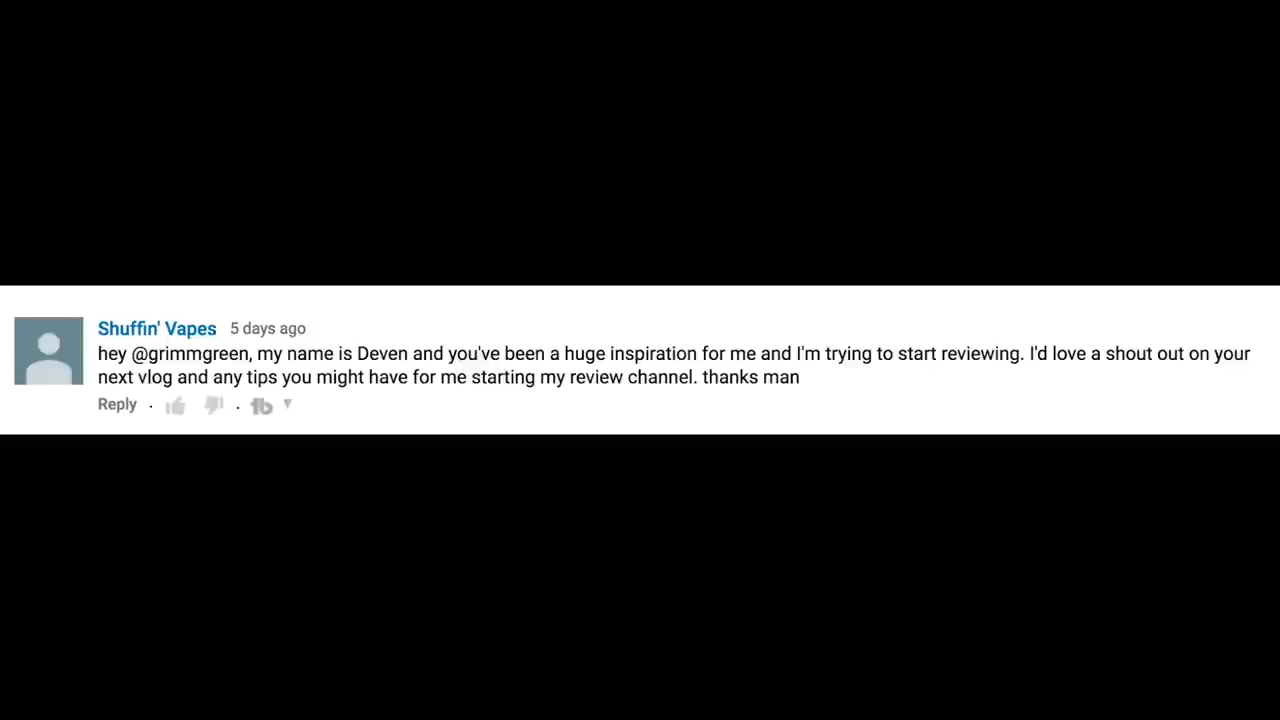 Shuffin' Vapes 5 days ago
hey @grimmgreen, my name is Deven and you've been a huge inspiration for me and I'm trying to start reviewing. I'd love a shout out on your
next vlog and any tips you might have for me starting my review channel. thanks man
Reply